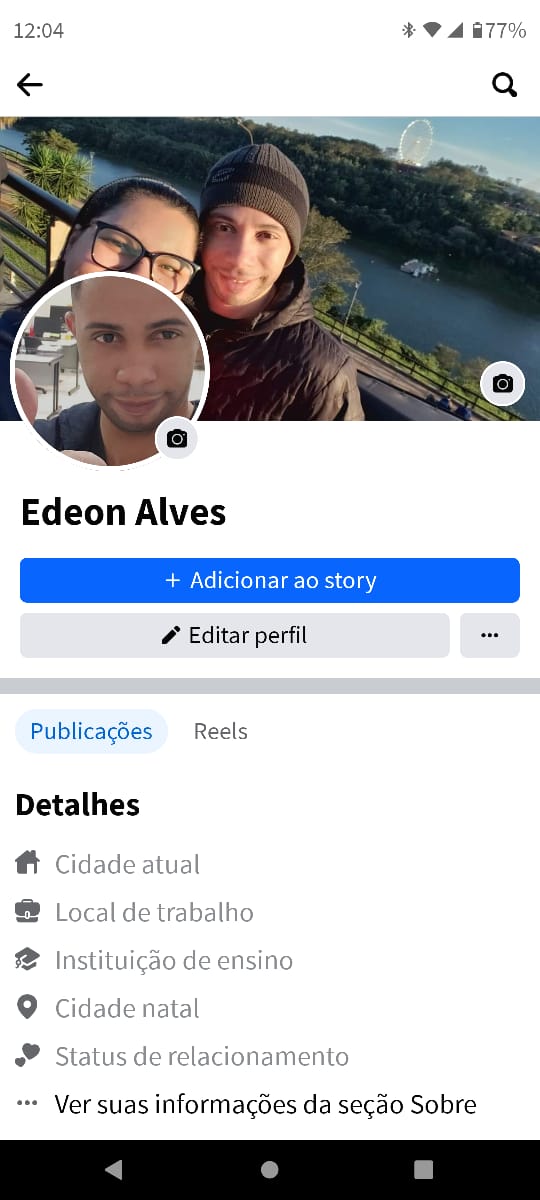 12:04
77%
Edeon Alves
+ Adicionar ao story
Editar perfil
Publicações
Reels
Detalhes
Cidade atual
Local de trabalho
Instituição de ensino
Cidade natal
Status de relacionamento
Ver suas informações da seção Sobre